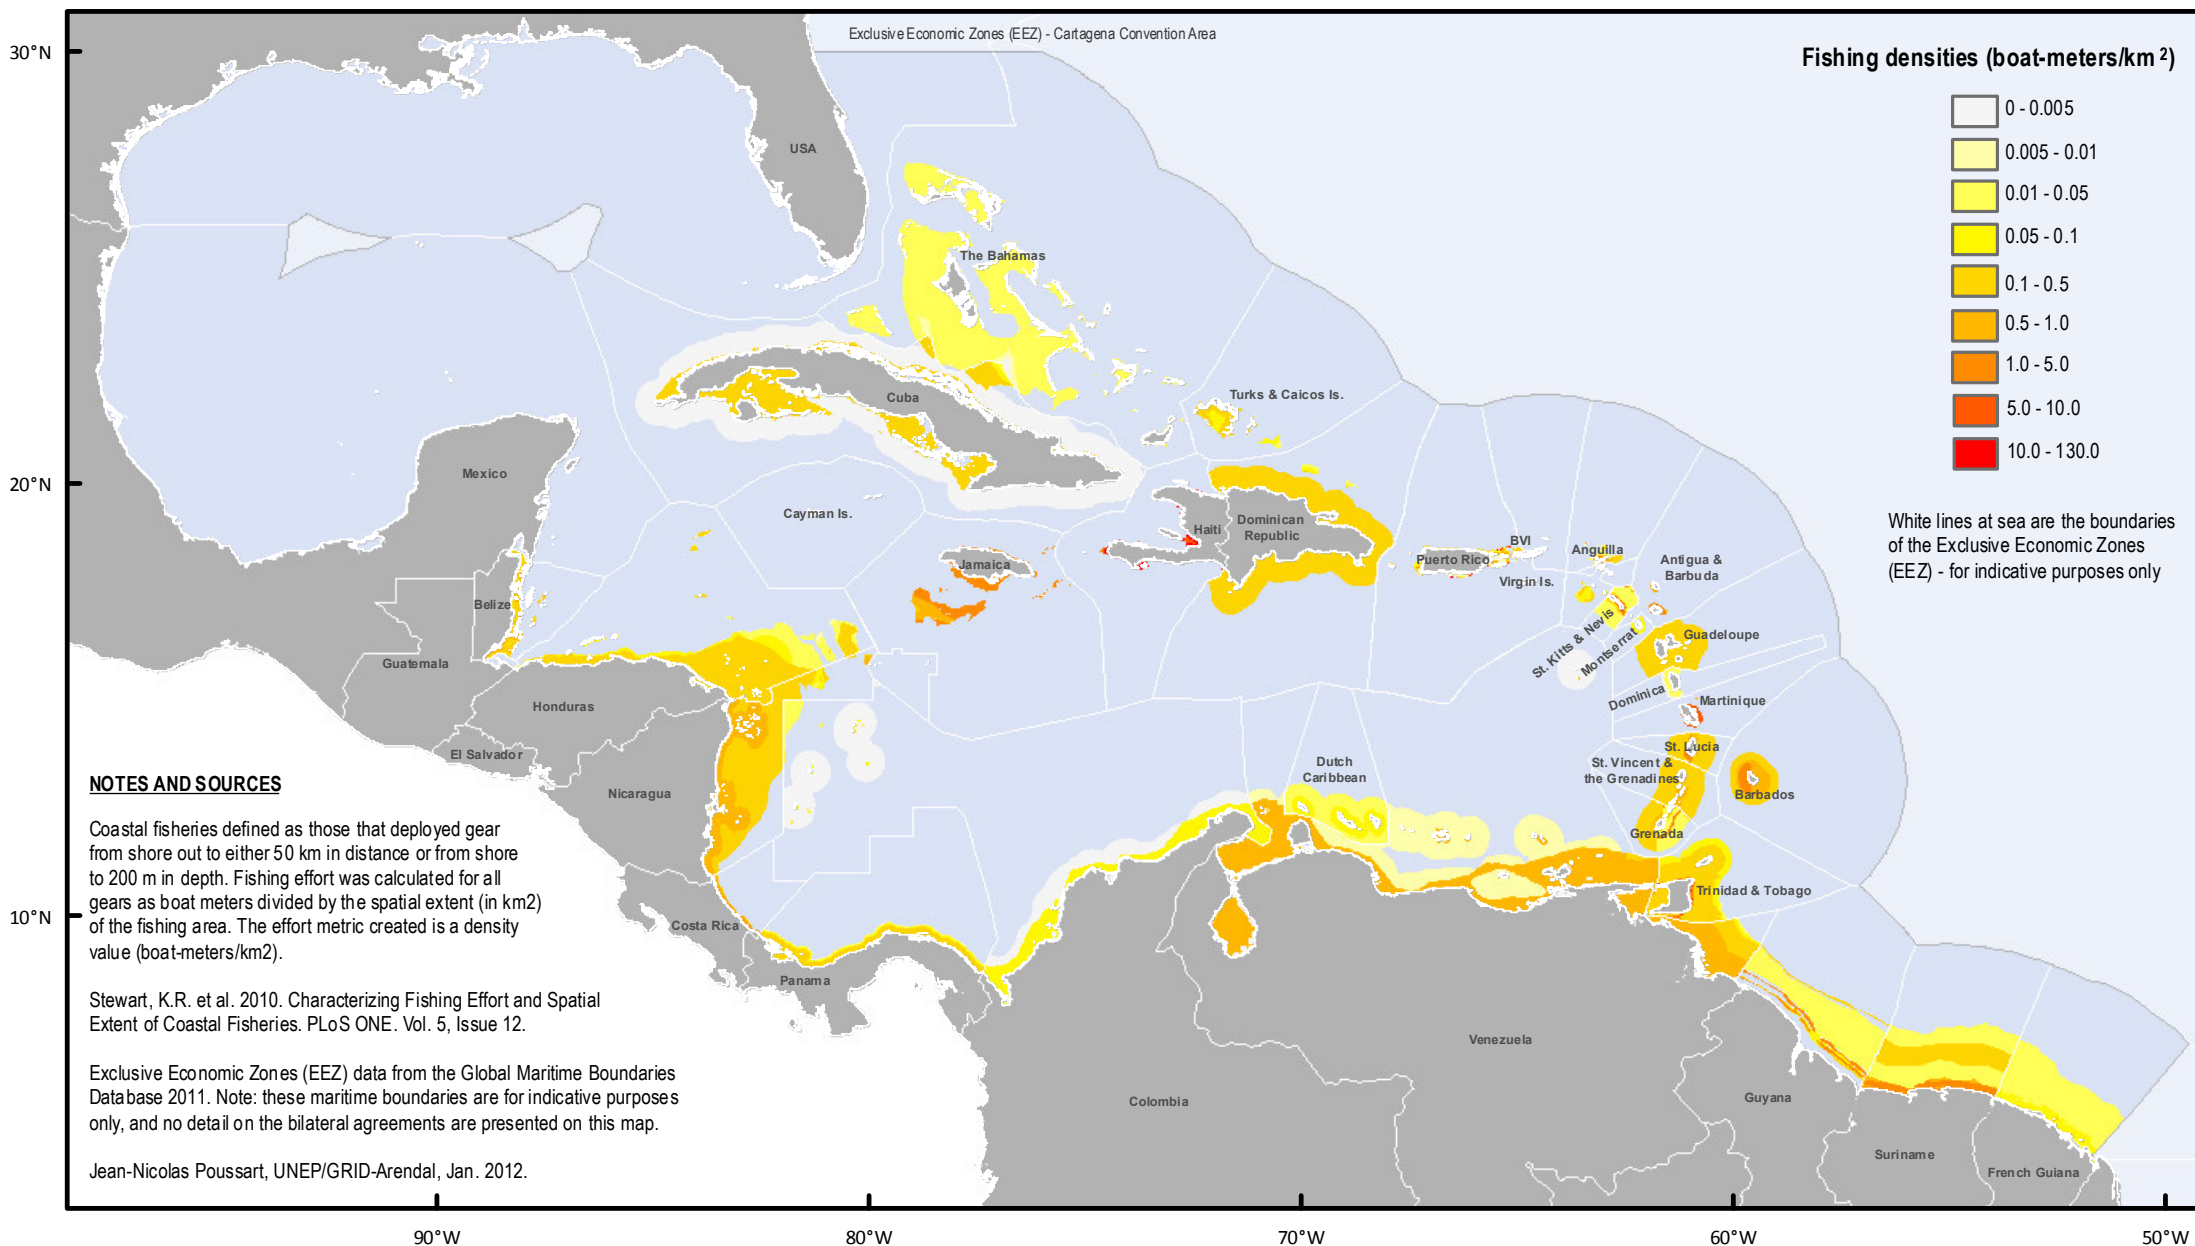 Exclusive Economic Zones (EEZ) - Cartagena Convention Area
30°N
20°N
10°N
90°W
80°W
70°W
60°W
50°W
Fishing densities (boat-meters/km²)
0 - 0.005
0.005 - 0.01
0.01 - 0.05
0.05 - 0.1
0.1 - 0.5
0.5 - 1.0
1.0 - 5.0
5.0 - 10.0
10.0 - 130.0
White lines at sea are the boundaries
of the Exclusive Economic Zones
(EEZ) - for indicative purposes only
USA
The Bahamas
Cuba
Turks & Caicos Is.
Mexico
Cayman Is.
Haiti
Dominican
Republic
Jamaica
Puerto Rico
BVI
Virgin Is.
Anguilla
Antigua &
Barbuda
St. Kitts & Nevis
Montserrat
Guadeloupe
Dominica
Martinique
St. Lucia
St. Vincent &
the Grenadines
Barbados
Grenada
Trinidad & Tobago
Dutch
Caribbean
Belize
Guatemala
Honduras
El Salvador
Nicaragua
Costa Rica
Panama
Colombia
Venezuela
Guyana
Suriname
French Guiana
NOTES AND SOURCES
Coastal fisheries defined as those that deployed gear
from shore out to either 50 km in distance or from shore
to 200 m in depth. Fishing effort was calculated for all
gears as boat meters divided by the spatial extent (in km2)
of the fishing area. The effort metric created is a density
value (boat-meters/km2).
Stewart, K.R. et al. 2010. Characterizing Fishing Effort and Spatial
Extent of Coastal Fisheries. PLoS ONE. Vol. 5, Issue 12.
Exclusive Economic Zones (EEZ) data from the Global Maritime Boundaries
Database 2011. Note: these maritime boundaries are for indicative purposes
only, and no detail on the bilateral agreements are presented on this map.
Jean-Nicolas Poussart, UNEP/GRID-Arendal, Jan. 2012.